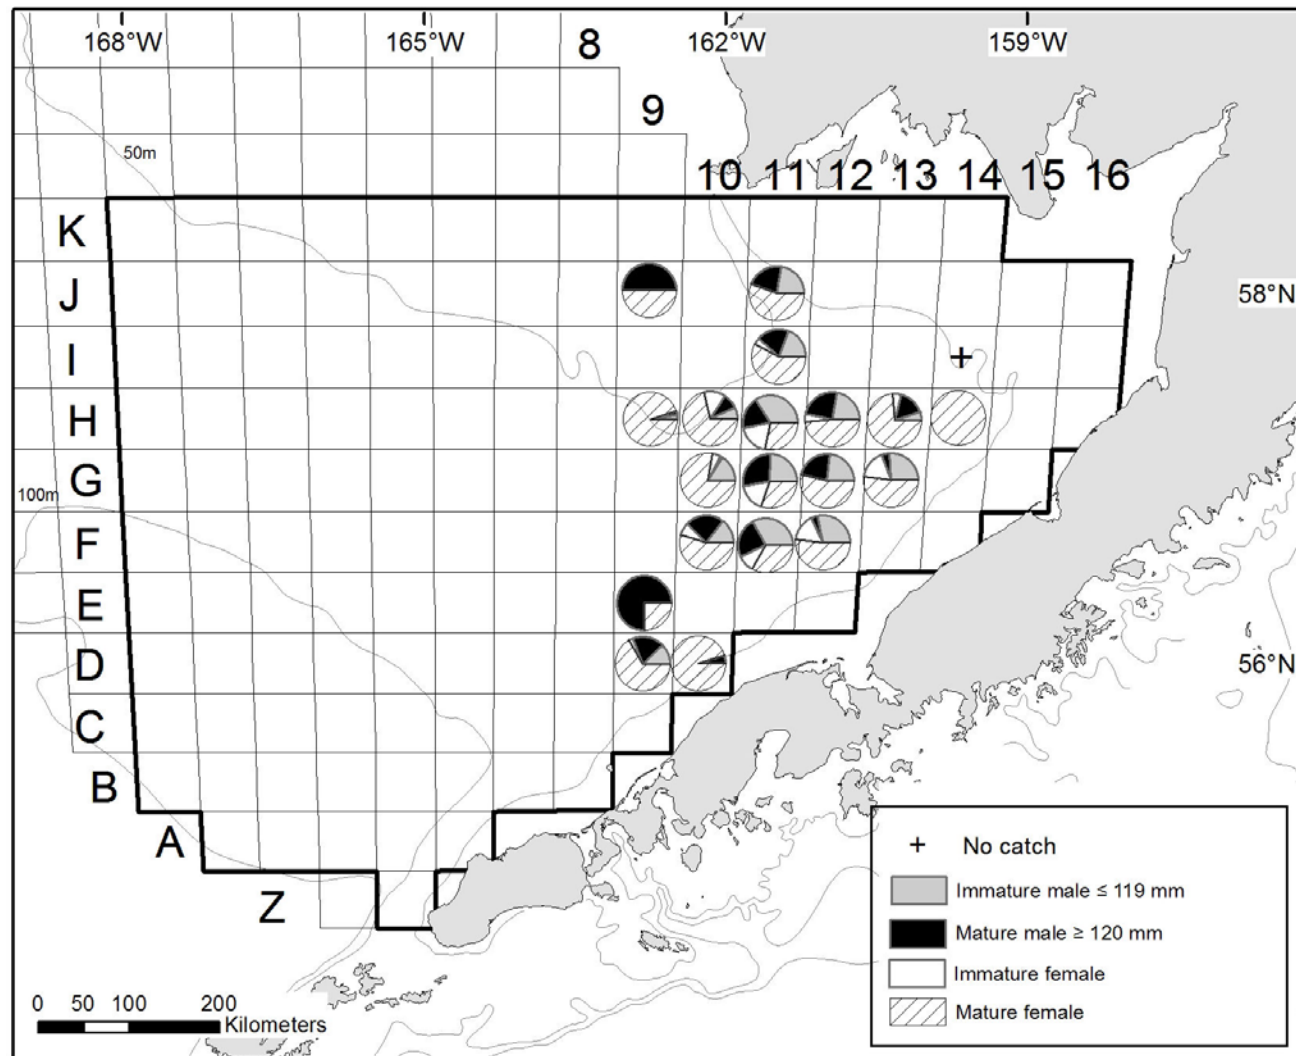 168°W 165°W 8 162°W 159°W
9
50m
10 11 12 13 14 15 16
K
J 58°N
I
H
G
100m
F
E
D 56°N
C
B
A
Z
No catch
Immature male ≤ 119 mm
Mature male ≥ 120 mm
Immature female
Mature female
0 50 100 200
Kilometers